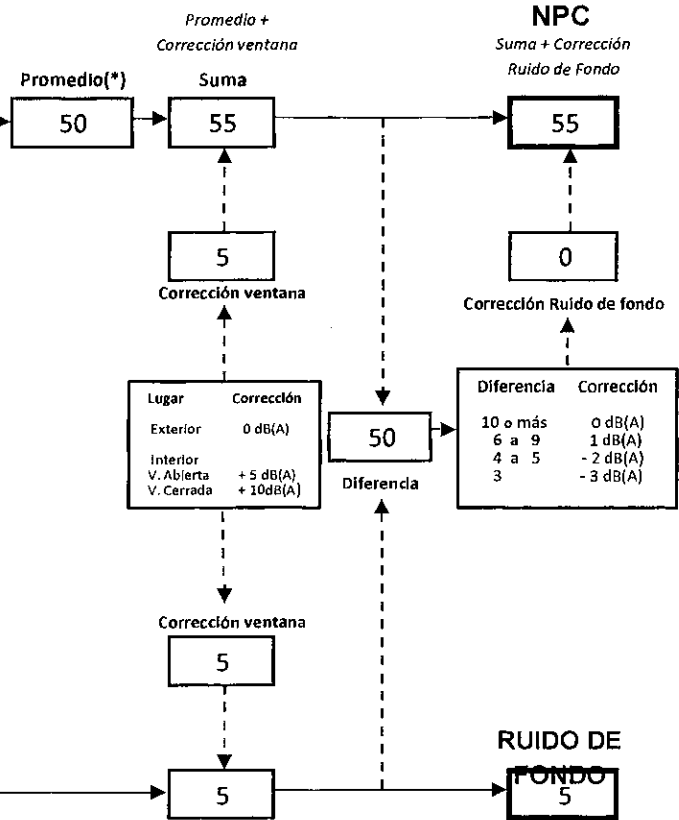 Promedio +
Corrección ventana
NPC
Suma + Corrección
Ruido de Fondo
Promedio(*)
Suma
50
55
55
5
0
Corrección ventana
Corrección Ruido de fondo
Lugar Corrección
Exterior 0 dB(A)
Interior
V. Abierta + 5 dB(A)
V. Cerrada + 10dB(A)
50
Diferencia
Diferencia Corrección
10 o más 0 dB(A)
6 a 9 1 dB(A)
4 a 5 - 2 dB(A)
3 - 3 dB(A)
Corrección ventana
5
5
RUIDO DE
FONDO
5